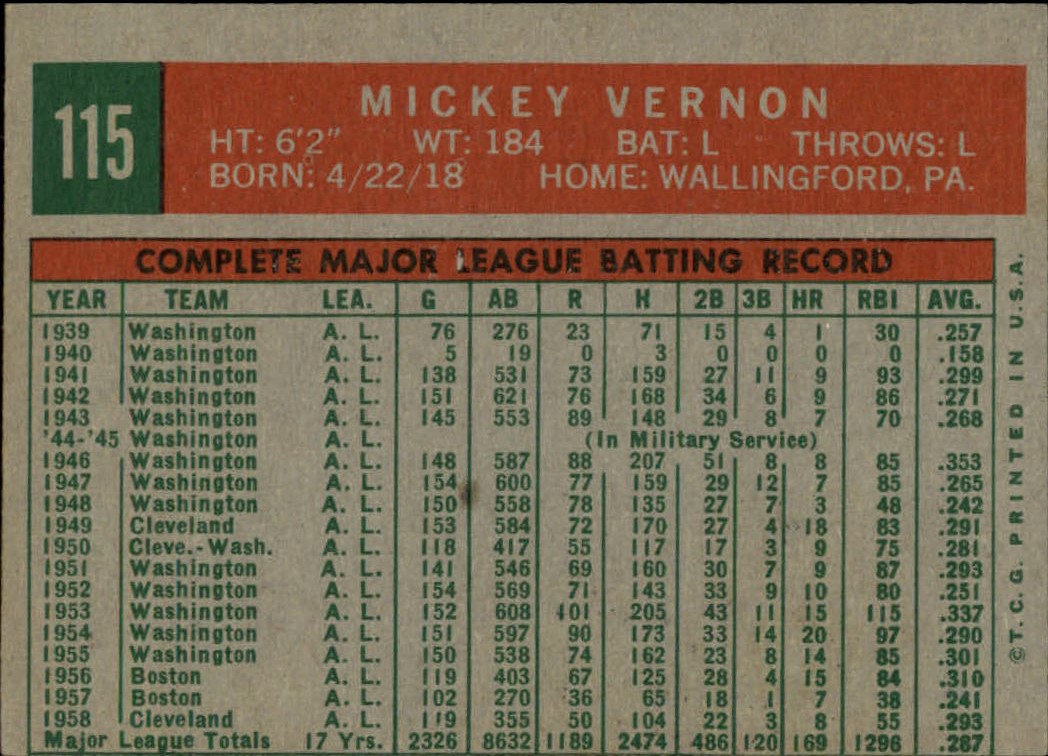 115
MICKEY VERNON
HT: 6'2" WT: 184 BAT: L THROWS: L
BORN: 4/22/18 HOME: WALLINGFORD, PA.
COMPLETE MAJOR LEAGUE BATTING RECORD
YEAR TEAM LEA. G AB R H 2B 3B HR RBI AVG.
1939 Washington A. L. 76 276 23 71 15 4 1 30 .257
1940 Washington A. L. 5 19 0 3 0 0 0 0 .158
1941 Washington A. L. 138 531 73 159 27 11 9 93 .299
1942 Washington A. L. 151 621 76 168 34 6 9 86 .271
1943 Washington A. L. 145 553 89 148 29 8 7 70 .268
'44-'45 Washington A. L. (In Military Service)
1946 Washington A. L. 148 587 88 207 51 8 8 85 .353
1947 Washington A. L. 154 600 77 159 29 12 7 85 .265
1948 Washington A. L. 150 558 78 135 27 7 3 48 .242
1949 Cleveland A. L. 153 584 72 170 27 4 18 83 .291
1950 Cleve.-Wash. A. L. 118 417 55 117 17 3 9 75 .281
1951 Washington A. L. 141 546 69 160 30 7 9 87 .293
1952 Washington A. L. 154 569 71 143 33 9 10 80 .251
1953 Washington A. L. 152 608 101 205 43 11 15 115 .337
1954 Washington A. L. 151 597 90 173 33 14 20 97 .290
1955 Washington A. L. 150 538 74 162 23 8 14 85 .301
1956 Boston A. L. 119 403 67 125 28 4 15 84 .310
1957 Boston A. L. 102 270 36 65 18 1 7 38 .241
1958 Cleveland A. L. 119 355 50 104 22 3 8 55 .293
Major League Totals 17 Yrs. 2326 8632 1189 2474 486 120 169 1296 .287
© T. C. G. PRINTED IN U.S.A.